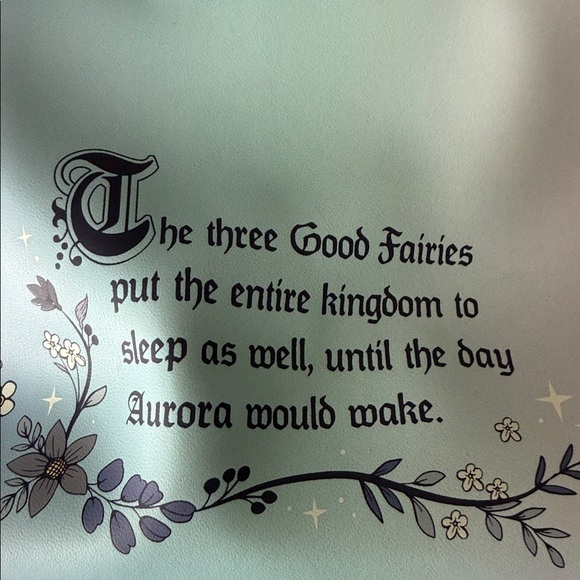 The three Good Fairies
put the entire kingdom to
sleep as well, until the day
Aurora would wake.